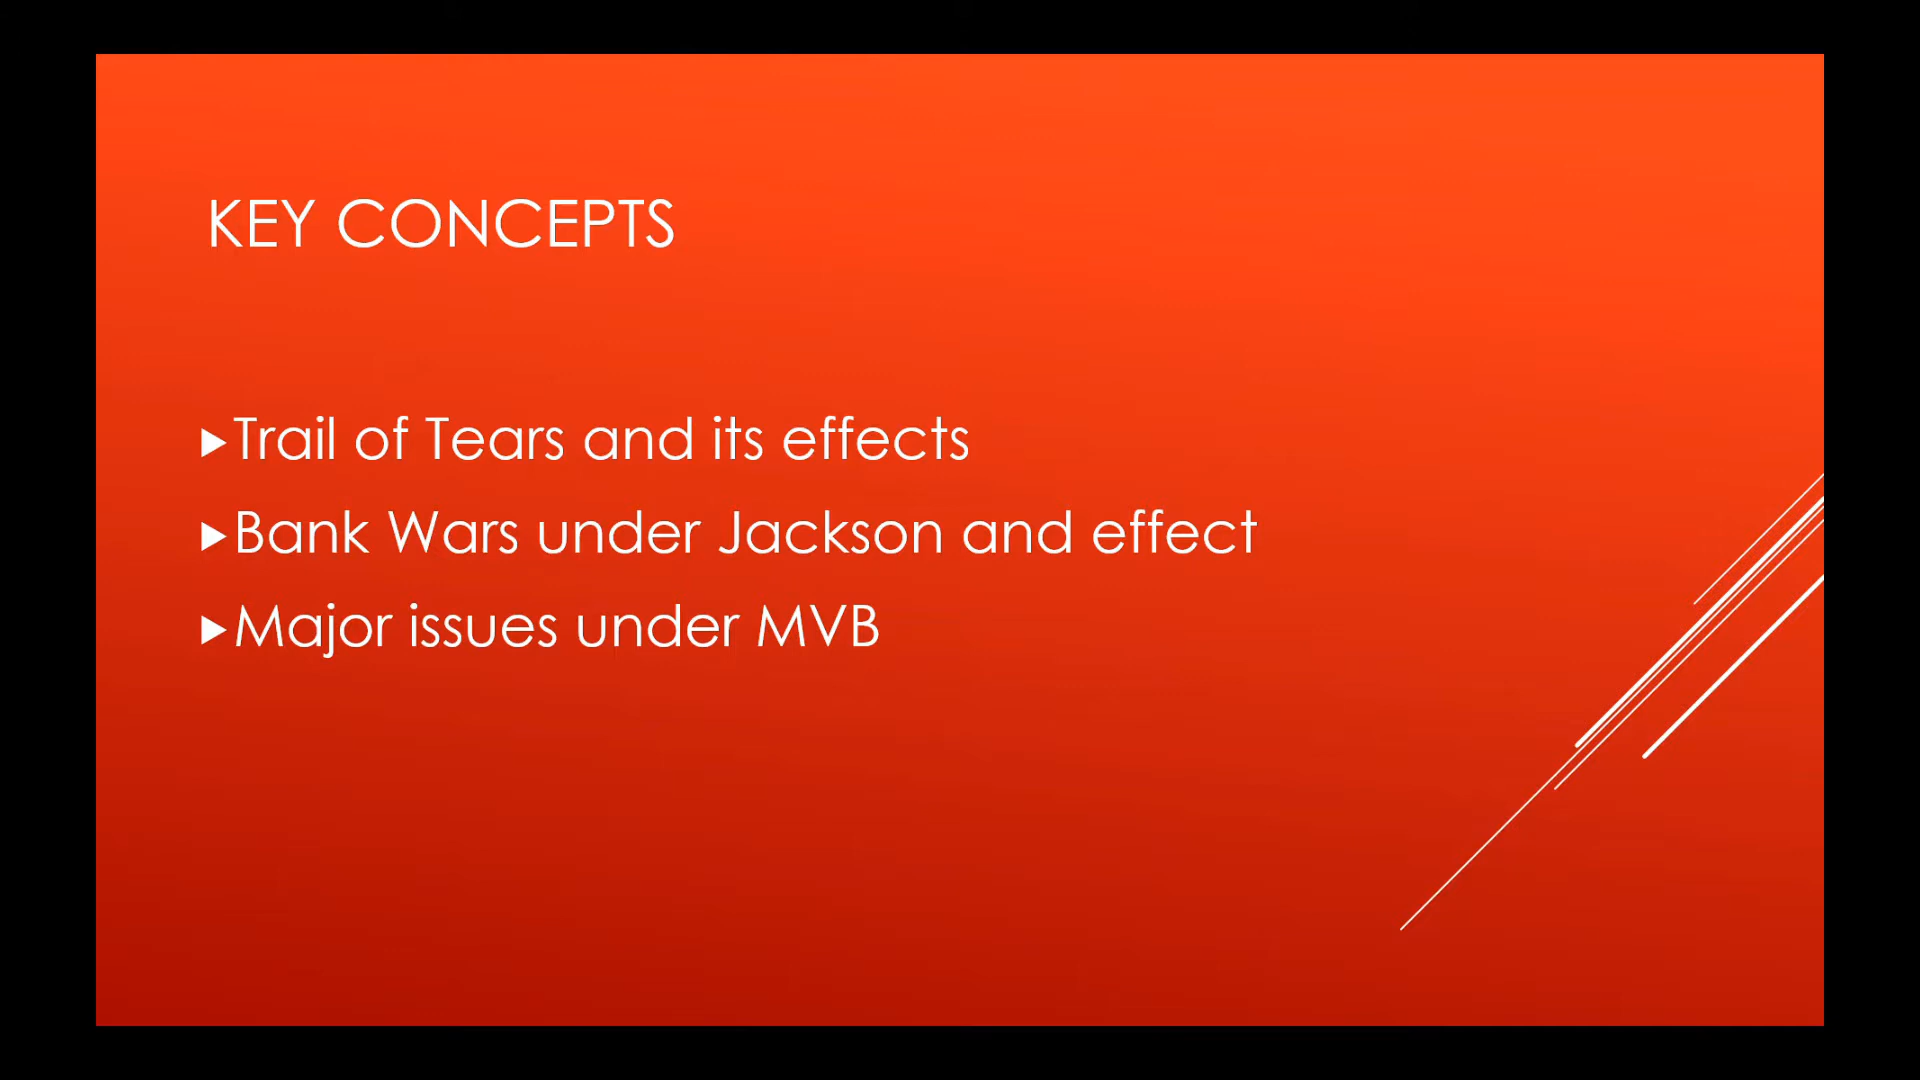 KEY CONCEPTS
Trail of Tears and its effects
Bank Wars under Jackson and effect
Major issues under MVB